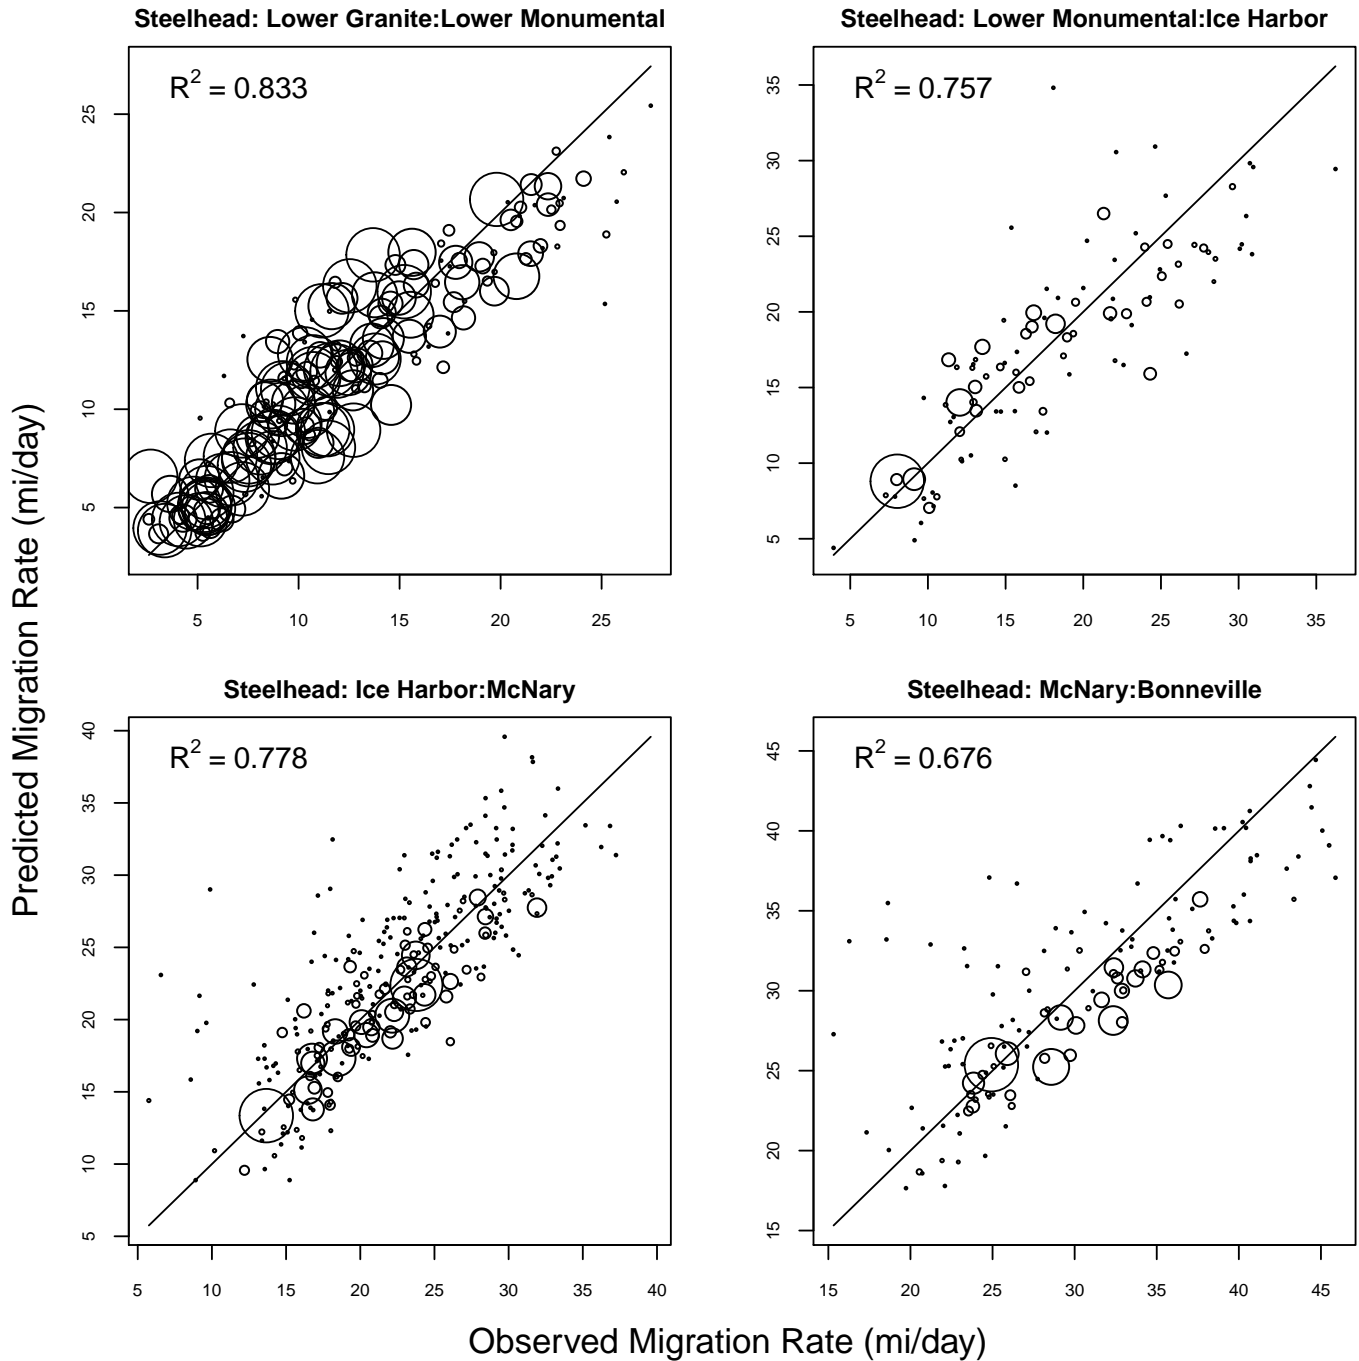 Steelhead: Lower Granite:Lower Monumental
R² = 0.833
25
20
15
10
5
5 10 15 20 25
Steelhead: Lower Monumental:Ice Harbor
R² = 0.757
35
30
25
20
15
10
5
5 10 15 20 25 30 35
Steelhead: Ice Harbor:McNary
R² = 0.778
40
35
30
25
20
15
10
5
5 10 15 20 25 30 35 40
Steelhead: McNary:Bonneville
R² = 0.676
45
40
35
30
25
20
15
15 20 25 30 35 40 45
Predicted Migration Rate (mi/day)
Observed Migration Rate (mi/day)